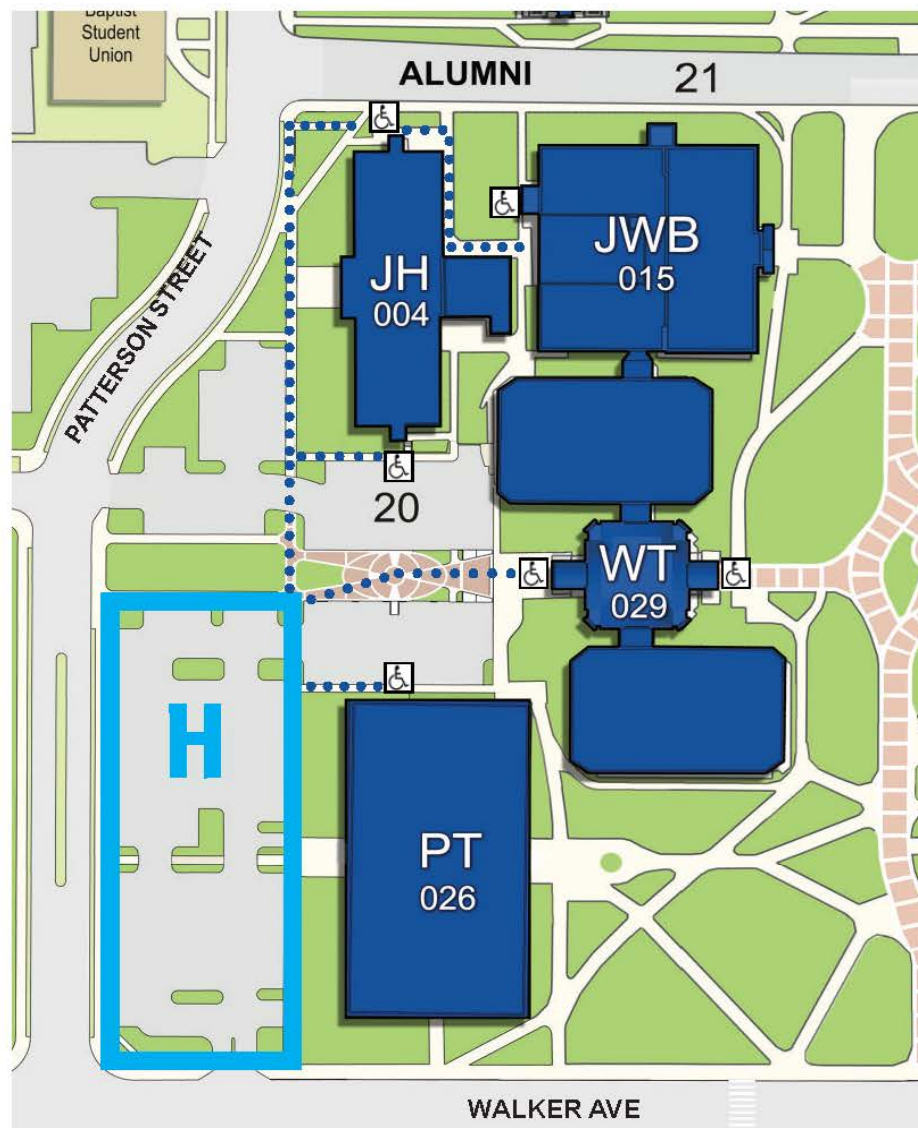 Baptist
Student
Union
ALUMNI
21
PATTERSON STREET
JH
004
JWB
015
20
WT
029
H
PT
026
WALKER AVE